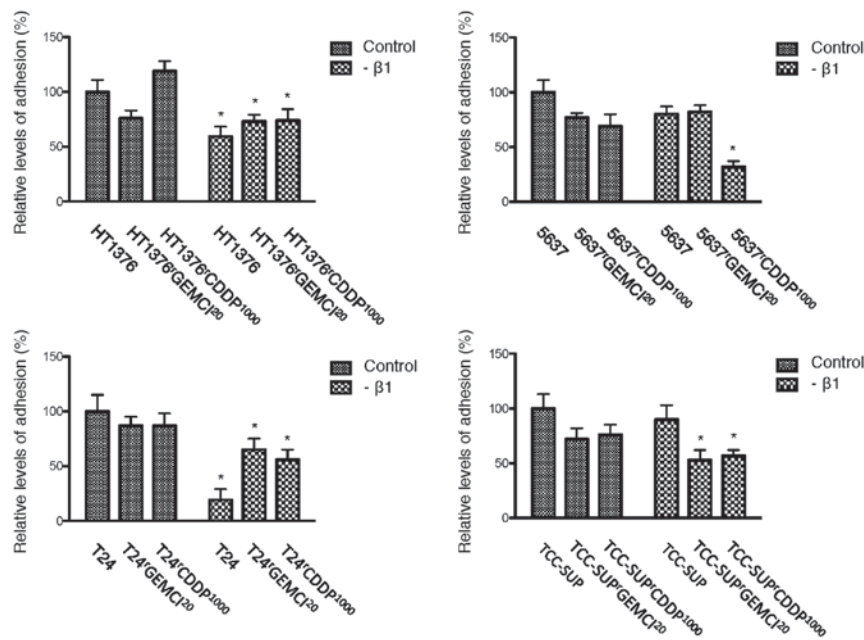 Relative levels of adhesion (%)
150
100
50
0
Control
- β1
* * *
HT1376
HT1376ʳGEMCI²⁰
HT1376ʳCDDP¹⁰⁰⁰
HT1376
HT1376ʳGEMCI²⁰
HT1376ʳCDDP¹⁰⁰⁰
Relative levels of adhesion (%)
150
100
50
0
Control
- β1
*
5637
5637ʳGEMCI²⁰
5637ʳCDDP¹⁰⁰⁰
5637
5637ʳGEMCI²⁰
5637ʳCDDP¹⁰⁰⁰
Relative levels of adhesion (%)
150
100
50
0
Control
- β1
* * *
T24
T24ʳGEMCI²⁰
T24ʳCDDP¹⁰⁰⁰
T24
T24ʳGEMCI²⁰
T24ʳCDDP¹⁰⁰⁰
Relative levels of adhesion (%)
150
100
50
0
Control
- β1
* *
TCC-SUP
TCC-SUPʳGEMCI²⁰
TCC-SUPʳCDDP¹⁰⁰⁰
TCC-SUP
TCC-SUPʳGEMCI²⁰
TCC-SUPʳCDDP¹⁰⁰⁰